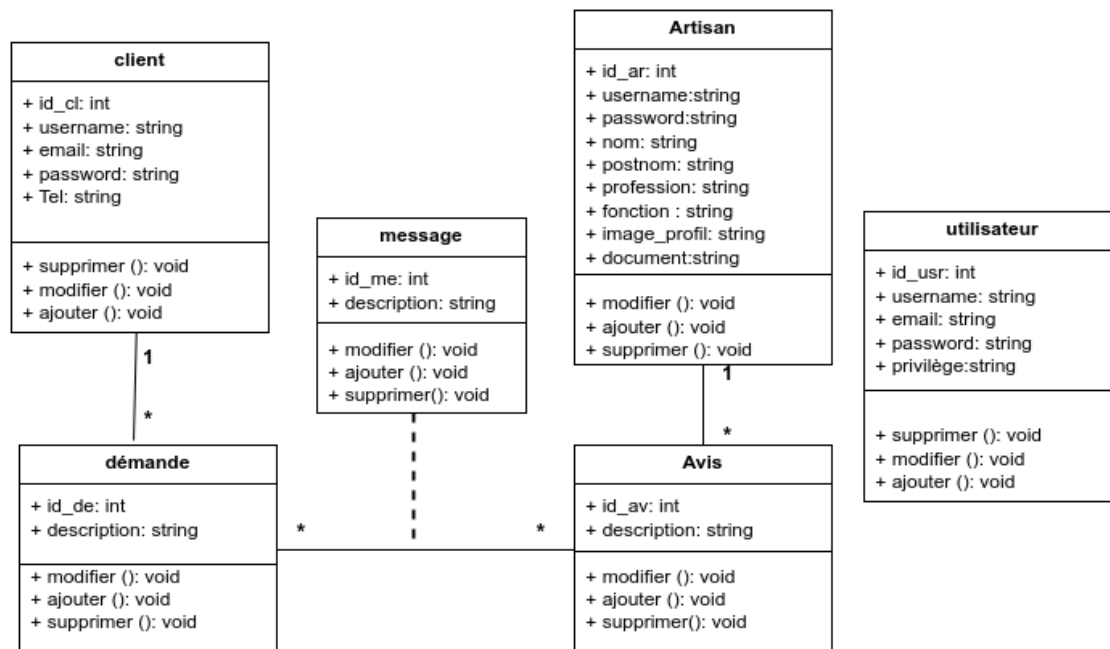 client
+ id_cl: int
+ username: string
+ email: string
+ password: string
+ Tel: string
+ supprimer (): void
+ modifier (): void
+ ajouter (): void
1
*
message
+ id_me: int
+ description: string
+ modifier (): void
+ ajouter (): void
+ supprimer(): void
Artisan
+ id_ar: int
+ username:string
+ password:string
+ nom: string
+ postnom: string
+ profession: string
+ fonction : string
+ image_profil: string
+ document:string
+ modifier (): void
+ ajouter (): void
+ supprimer (): void
1
*
utilisateur
+ id_usr: int
+ username: string
+ email: string
+ password: string
+ privilège:string
+ supprimer (): void
+ modifier (): void
+ ajouter (): void
démande
+ id_de: int
+ description: string
+ modifier (): void
+ ajouter (): void
+ supprimer (): void
*
*
Avis
+ id_av: int
+ description: string
+ modifier (): void
+ ajouter (): void
+ supprimer(): void